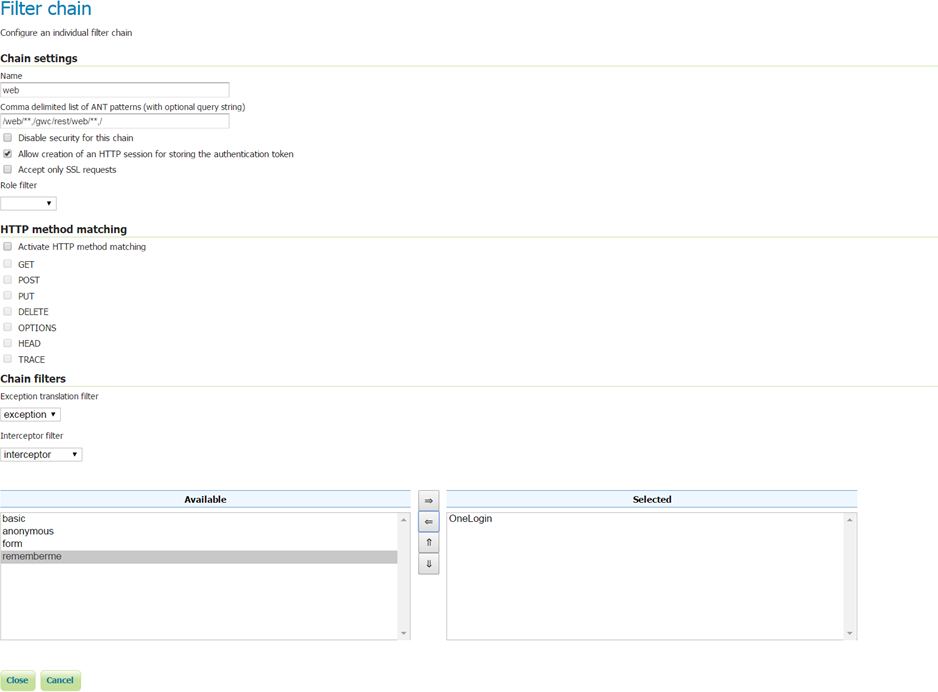 Filter chain
Configure an individual filter chain
Chain settings
Name
web
Comma delimited list of ANT patterns (with optional query string)
/web/**,/gwc/rest/web/**,/
Disable security for this chain
Allow creation of an HTTP session for storing the authentication token
Accept only SSL requests
Role filter
HTTP method matching
Activate HTTP method matching
GET
POST
PUT
DELETE
OPTIONS
HEAD
TRACE
Chain filters
Exception translation filter
exception
Interceptor filter
interceptor
Available
Selected
basic
anonymous
form
rememberme
OneLogin
Close
Cancel